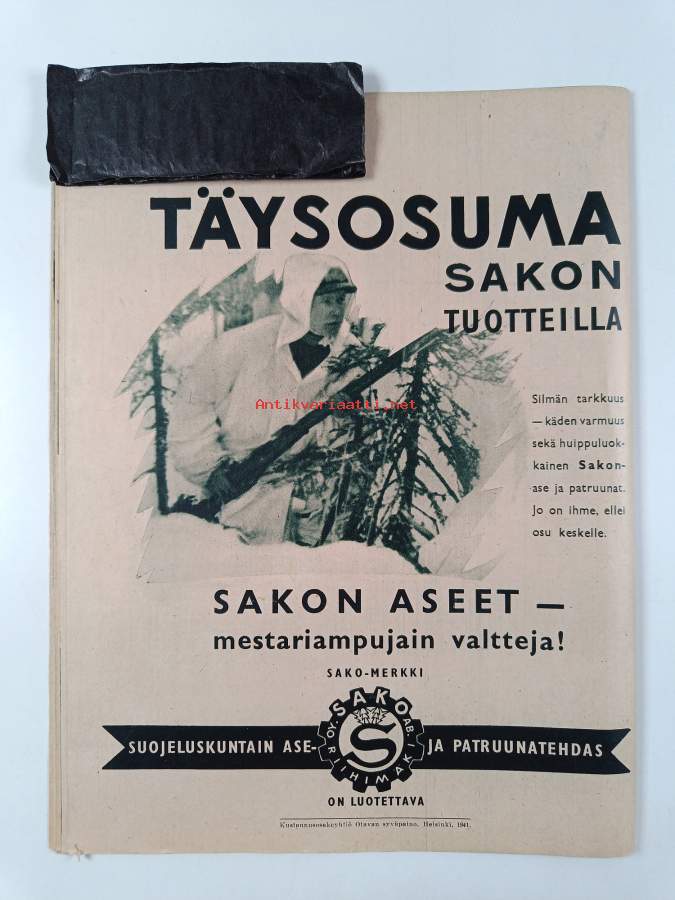 TÄYSOSUMA
SAKON
TUOTTEILLA
Antikvariaatti.net
Silmän tarkkuus
— käden varmuus
sekä huippuluok-
kainen Sakon-
ase ja patruunat.
Jo on ihme, ellei
osu keskelle.
SAKON ASEET —
mestariampujain valtteja!
SAKO-MERKKI
OY. SAKO AB.
S
RIIHIMÄKI
SUOJELUSKUNTAIN ASE- JA PATRUUNATEHDAS
ON LUOTETTAVA
Kustannusosakeyhtiö Otavan syväpaino, Helsinki, 1941.